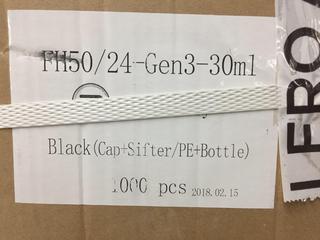 FH50/24-Gen3-30ml
Black(Cap+Sifter/PE+Bottle)
1000 pcs 2018.02.15